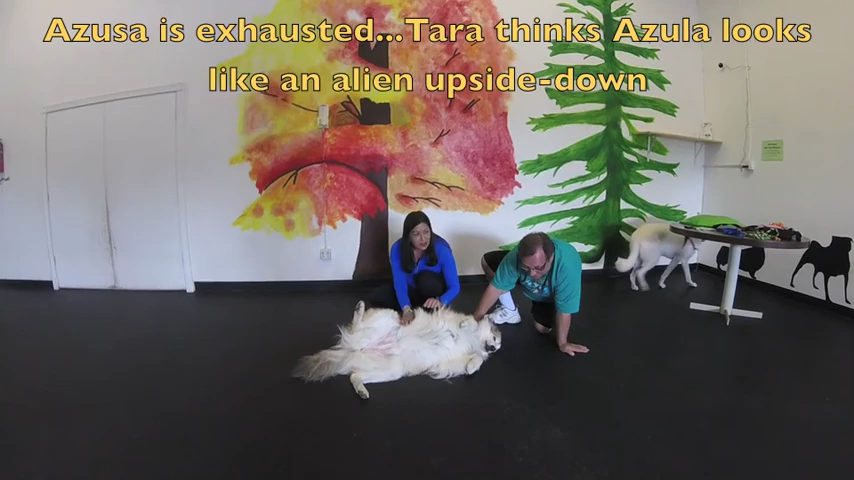 Azusa is exhausted...Tara thinks Azula looks
like an alien upside-down